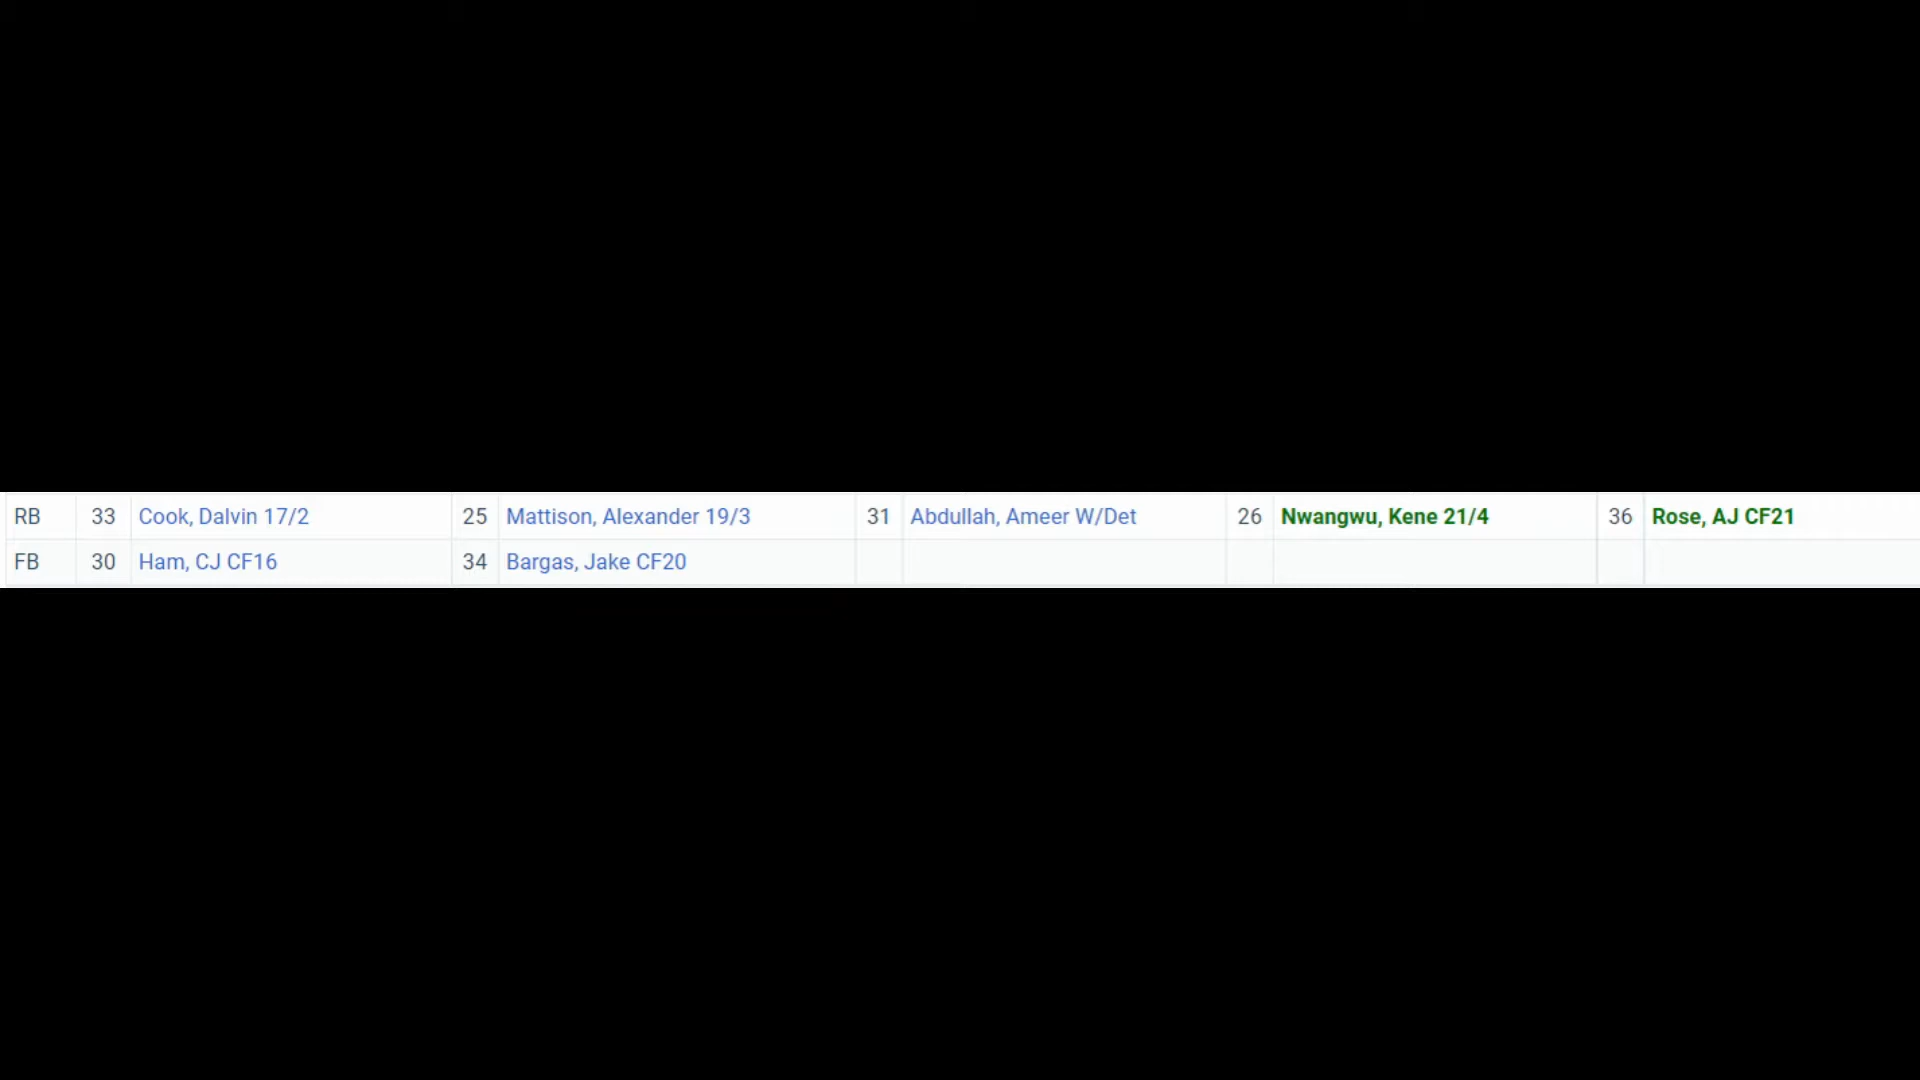 RB 33 Cook, Dalvin 17/2 25 Mattison, Alexander 19/3 31 Abdullah, Ameer W/Det 26 Nwangwu, Kene 21/4 36 Rose, AJ CF21
FB 30 Ham, CJ CF16 34 Bargas, Jake CF20